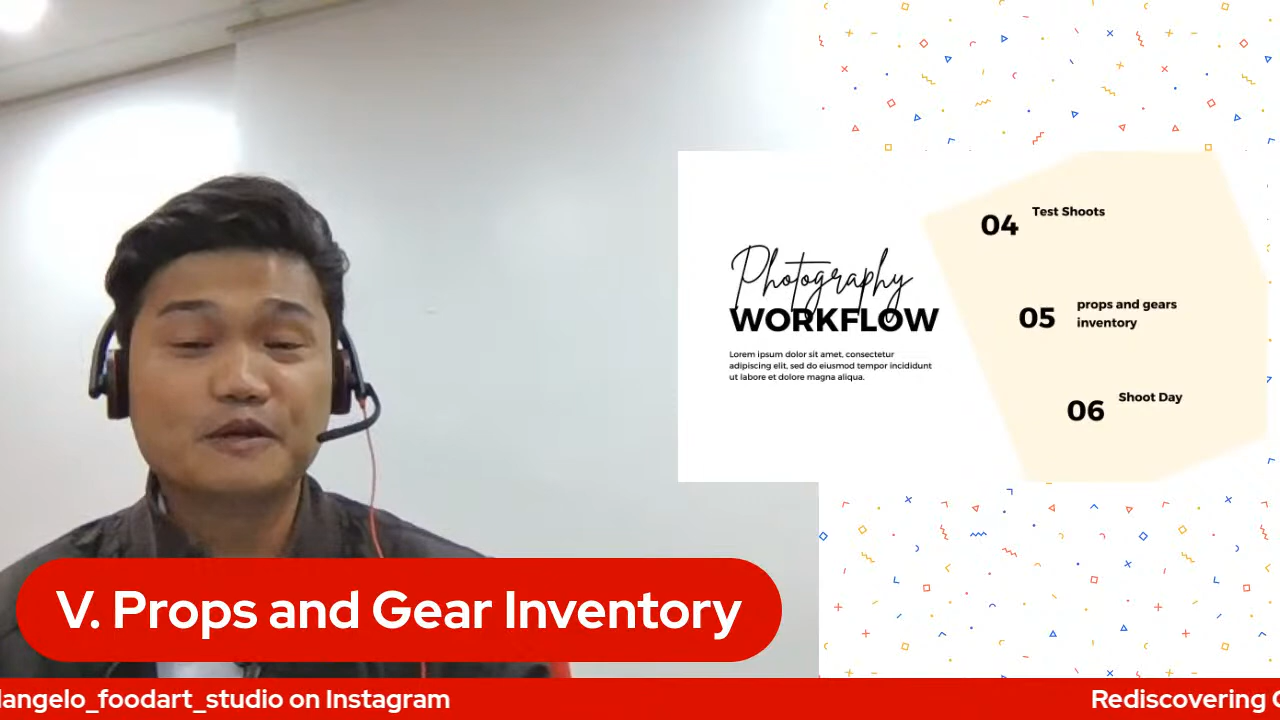 Photography
WORKFLOW
Lorem ipsum dolor sit amet, consectetur
adipiscing elit, sed do eiusmod tempor incididunt
ut labore et dolore magna aliqua.
04 Test Shoots
05 props and gears
inventory
06 Shoot Day
V. Props and Gear Inventory
langelo_foodart_studio on Instagram
Rediscovering